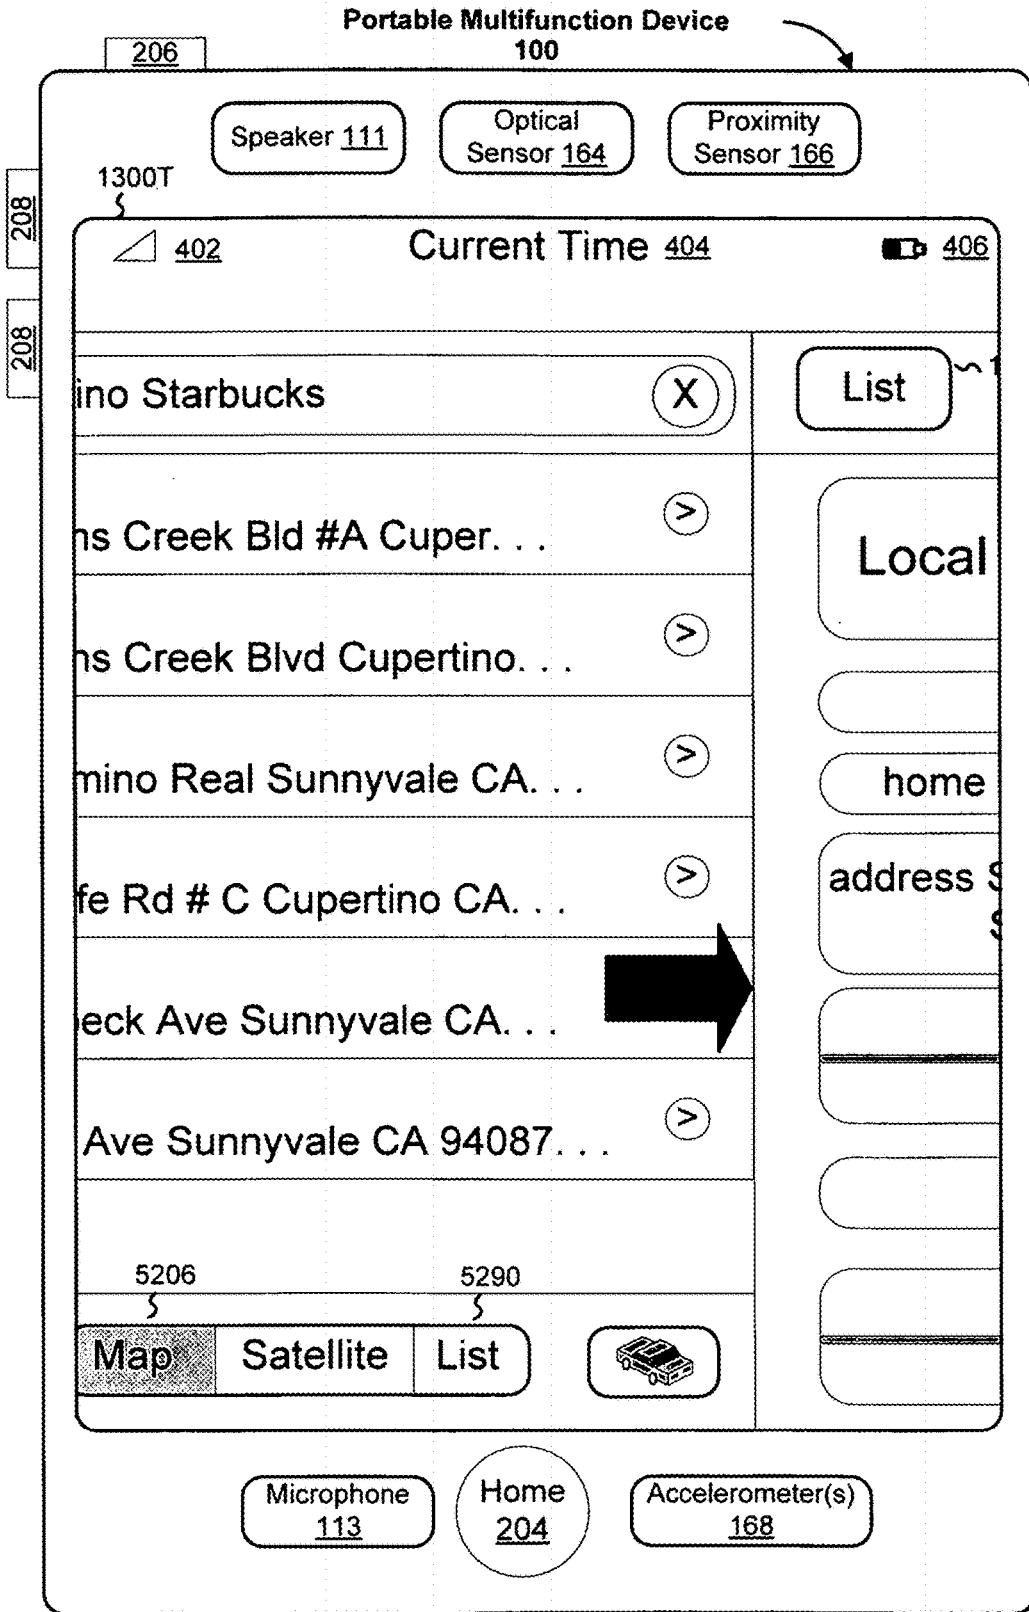 Portable Multifunction Device
100
206
Speaker 111
Optical
Sensor 164
Proximity
Sensor 166
1300T
208
208
402
Current Time 404
406
ino Starbucks
X
List
1
ns Creek Bld #A Cuper. . .
>
Local
ns Creek Blvd Cupertino. . .
>
mino Real Sunnyvale CA. . .
>
home
fe Rd # C Cupertino CA. . .
>
address S
S
eck Ave Sunnyvale CA. . .
Ave Sunnyvale CA 94087. . .
>
5206
5290
Map
Satellite
List
Microphone
113
Home
204
Accelerometer(s)
168